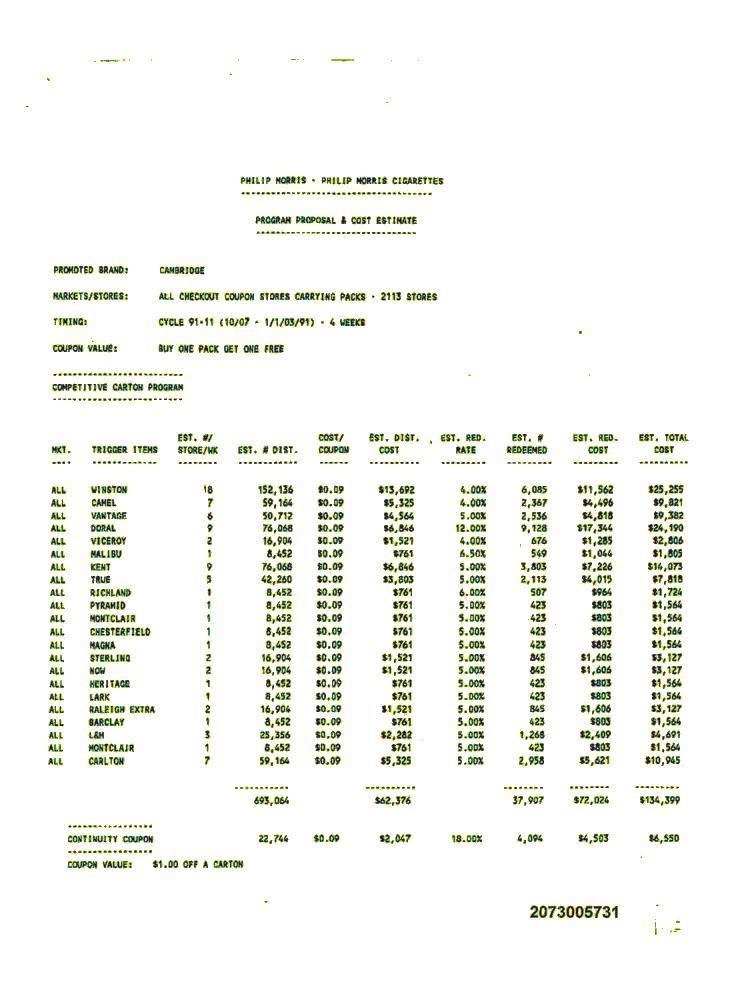 PHILIP MORRIS - PHILIP MORRIS CIGARETTES
PROGRAM PROPOSAL & COST ESTIMATE
PROMOTED BRAND: CAMBRIDGE
MARKETS/STORES: ALL CHECKOUT COUPON STORES CARRYING PACKS - 2113 STORES
TIMING: CYCLE 91-11 (10/07 - 1/1/03/91) - 4 WEEKS
COUPON VALUE: BUY ONE PACK GET ONE FREE
COMPETITIVE CARTON PROGRAM
EST. #/ COST/ EST. DIST. EST. RED. EST. # EST. RED. EST. TOTAL
MKT. TRIGGER ITEMS STORE/WK EST. # DIST. COUPON COST RATE REDEEMED COST COST
ALL WINSTON 18 152,136 $0.09 $13,692 4.00% 6,085 $11,562 $25,255
ALL CAMEL 7 59,164 $0.09 $5,325 4.00% 2,367 $4,496 $9,821
ALL VANTAGE 6 50,712 $0.09 $4,564 5.00% 2,536 $4,818 $9,382
ALL DORAL 9 76,068 $0.09 $6,846 12.00% 9,128 $17,344 $24,190
ALL VICEROY 2 16,904 $0.09 $1,521 4.00% 676 $1,285 $2,806
ALL MALIBU 1 8,452 $0.09 $761 6.50% 549 $1,044 $1,805
ALL KENT 9 76,068 $0.09 $6,846 5.00% 3,803 $7,226 $14,073
ALL TRUE 5 42,260 $0.09 $3,803 5.00% 2,113 $4,015 $7,818
ALL RICHLAND 1 8,452 $0.09 $761 6.00% 507 $964 $1,724
ALL PYRAMID 1 8,452 $0.09 $761 5.00% 423 $803 $1,564
ALL MONTCLAIR 1 8,452 $0.09 $761 5.00% 423 $803 $1,564
ALL CHESTERFIELD 1 8,452 $0.09 $761 5.00% 423 $803 $1,564
ALL MAGNA 1 8,452 $0.09 $761 5.00% 423 $803 $1,564
ALL STERLING 2 16,904 $0.09 $1,521 5.00% 845 $1,606 $3,127
ALL NOW 2 16,904 $0.09 $1,521 5.00% 845 $1,606 $3,127
ALL HERITAGE 1 8,452 $0.09 $761 5.00% 423 $803 $1,564
ALL LARK 1 8,452 $0.09 $761 5.00% 423 $803 $1,564
ALL RALEIGH EXTRA 2 16,904 $0.09 $1,521 5.00% 845 $1,606 $3,127
ALL BARCLAY 1 8,452 $0.09 $761 5.00% 423 $803 $1,564
ALL L&M 3 25,356 $0.09 $2,282 5.00% 1,268 $2,409 $4,691
ALL MONTCLAIR 1 8,452 $0.09 $761 5.00% 423 $803 $1,564
ALL CARLTON 7 59,164 $0.09 $5,325 5.00% 2,958 $5,621 $10,945
693,064 $62,376 37,907 $72,024 $134,399
CONTINUITY COUPON 22,744 $0.09 $2,047 18.00% 4,094 $4,503 $6,550
COUPON VALUE: $1.00 OFF A CARTON
2073005731